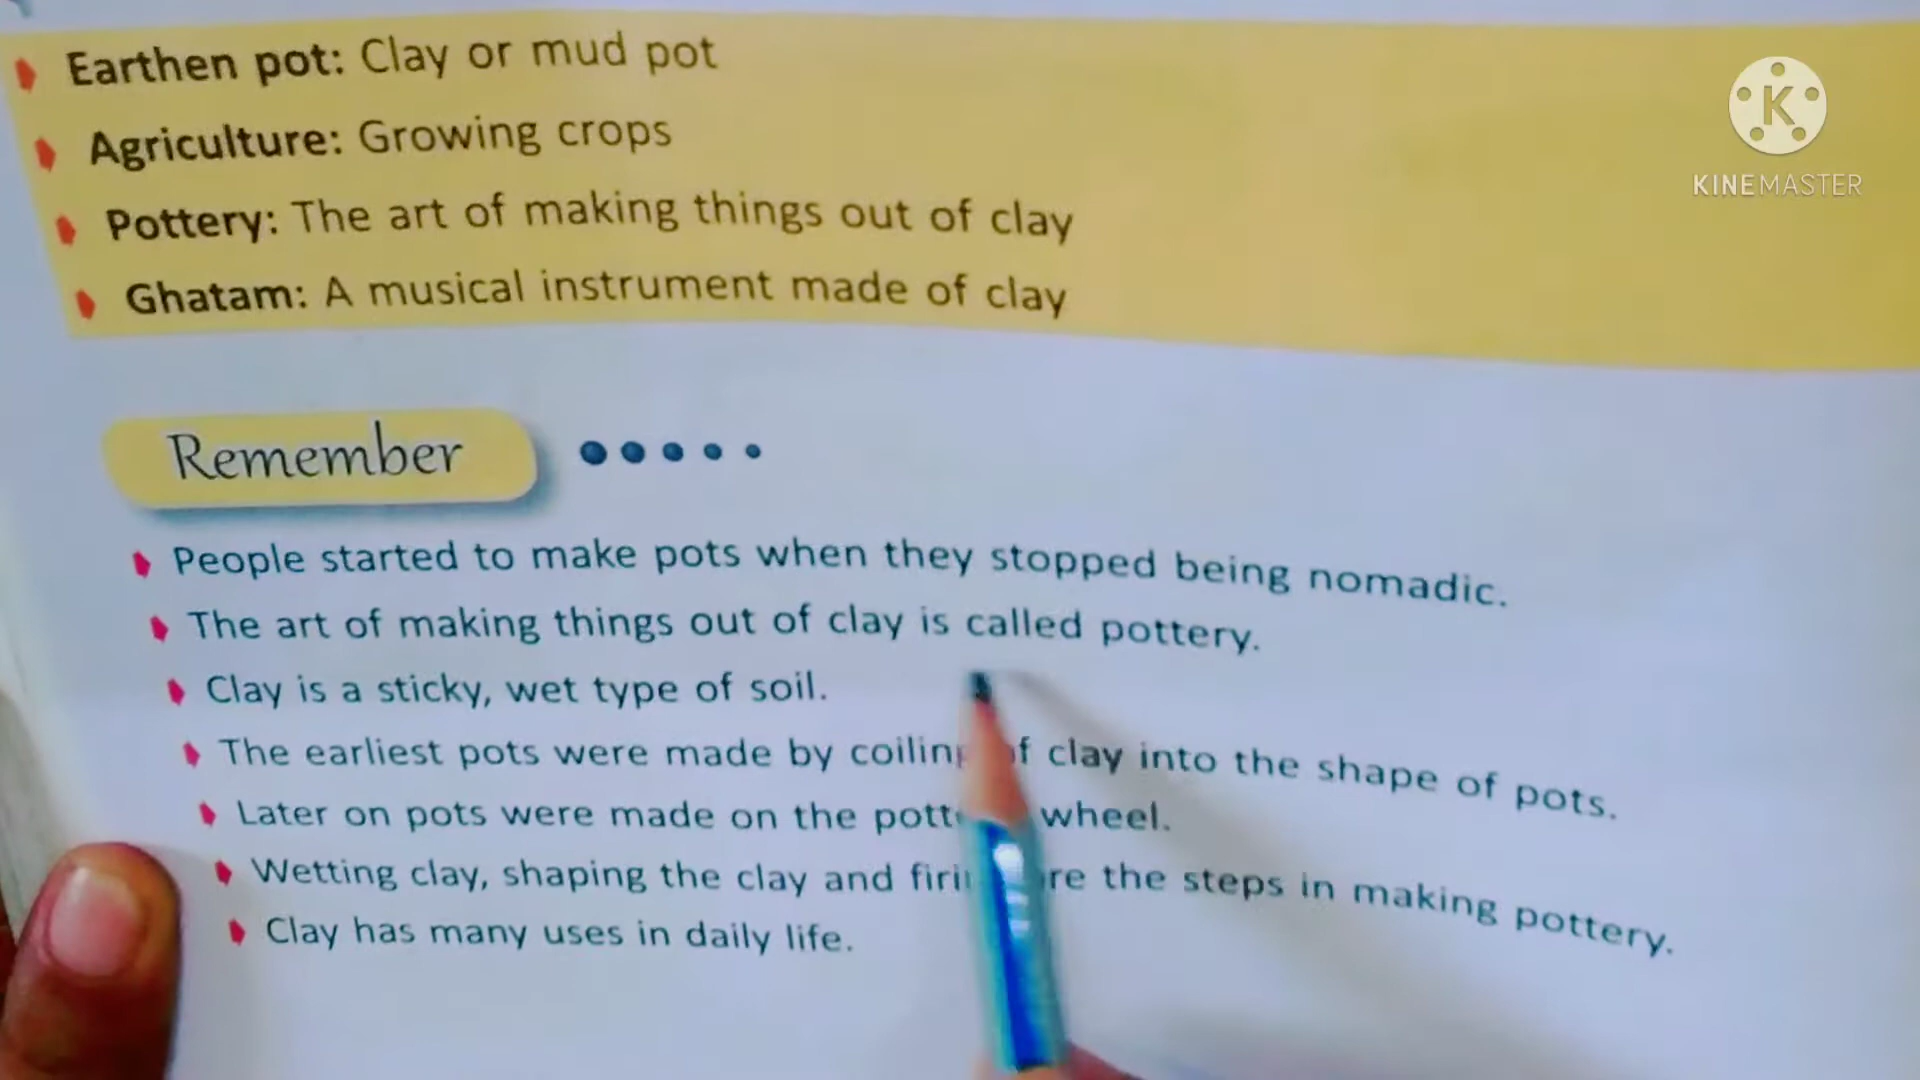 Earthen pot: Clay or mud pot
Agriculture: Growing crops
Pottery: The art of making things out of clay
Ghatam: A musical instrument made of clay
KINEMASTER
Remember
People started to make pots when they stopped being nomadic.
The art of making things out of clay is called pottery.
Clay is a sticky, wet type of soil.
The earliest pots were made by coiling of clay into the shape of pots.
Later on pots were made on the wheel.
Wetting clay, shaping the clay and the steps in making pottery.
Clay has many uses in daily life.